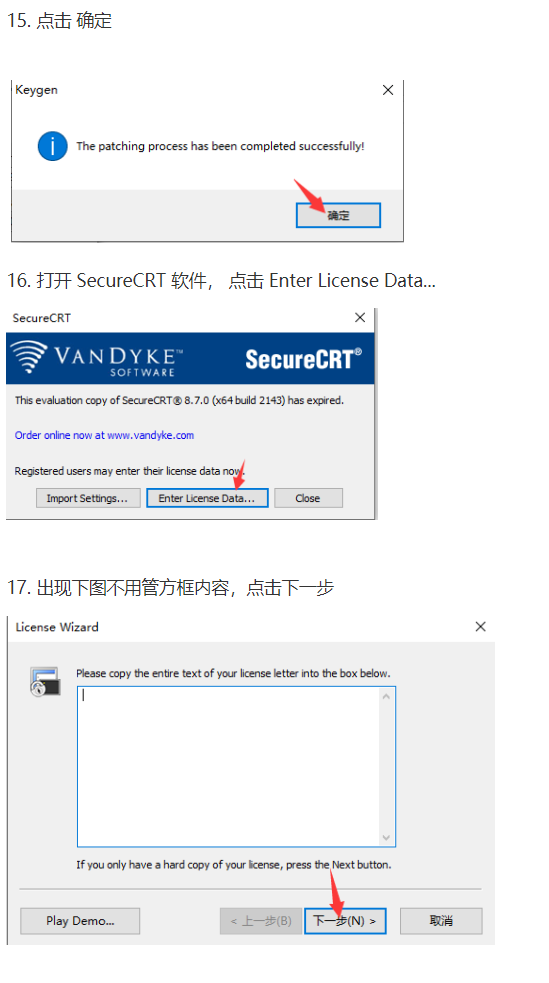 15. 点击 确定
Keygen
The patching process has been completed successfully!
确定
16. 打开 SecureCRT 软件， 点击 Enter License Data...
SecureCRT
VANDYKE™
SOFTWARE
SecureCRT®
This evaluation copy of SecureCRT® 8.7.0 (x64 build 2143) has expired.
Order online now at www.vandyke.com
Registered users may enter their license data now.
Import Settings...
Enter License Data...
Close
17. 出现下图不用管方框内容，点击下一步
License Wizard
Please copy the entire text of your license letter into the box below.
If you only have a hard copy of your license, press the Next button.
Play Demo...
< 上一步(B)
下一步(N) >
取消